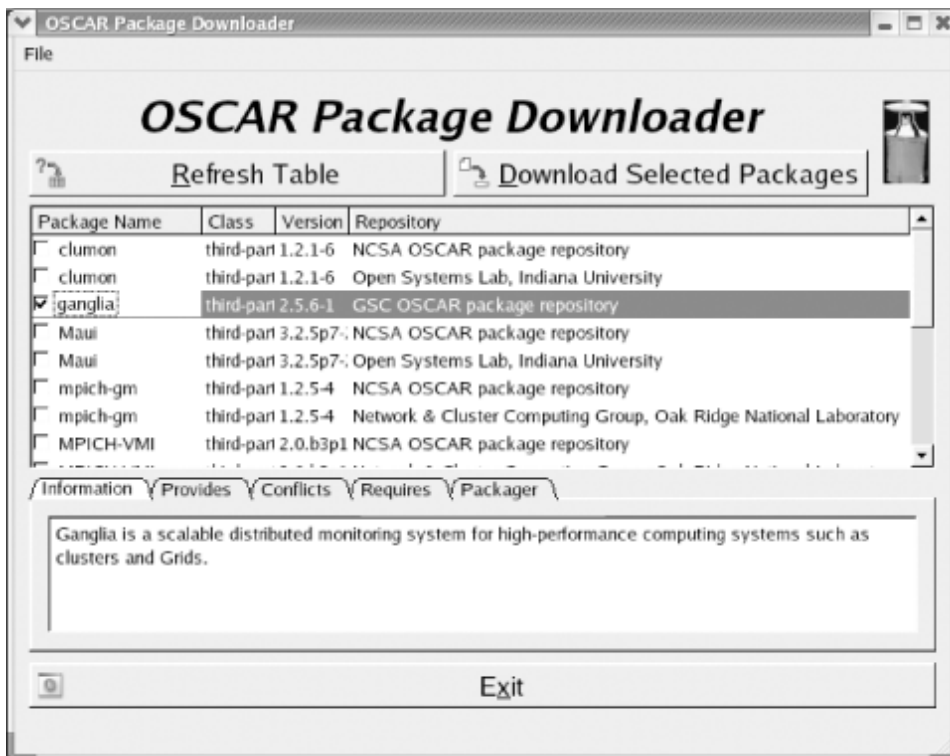 OSCAR Package Downloader
File
OSCAR Package Downloader
Refresh Table
Download Selected Packages
Package Name Class Version Repository
clumon third-part 1.2.1-6 NCSA OSCAR package repository
clumon third-part 1.2.1-6 Open Systems Lab, Indiana University
ganglia third-part 2.5.6-1 GSC OSCAR package repository
Maui third-part 3.2.5p7-. NCSA OSCAR package repository
Maui third-part 3.2.5p7-. Open Systems Lab, Indiana University
mpich-gm third-part 1.2.5-4 NCSA OSCAR package repository
mpich-gm third-part 1.2.5-4 Network & Cluster Computing Group, Oak Ridge National Laboratory
MPICH-VMI third-part 2.0.b3p1 NCSA OSCAR package repository
Information Provides Conflicts Requires Packager
Ganglia is a scalable distributed monitoring system for high-performance computing systems such as
clusters and Grids.
Exit